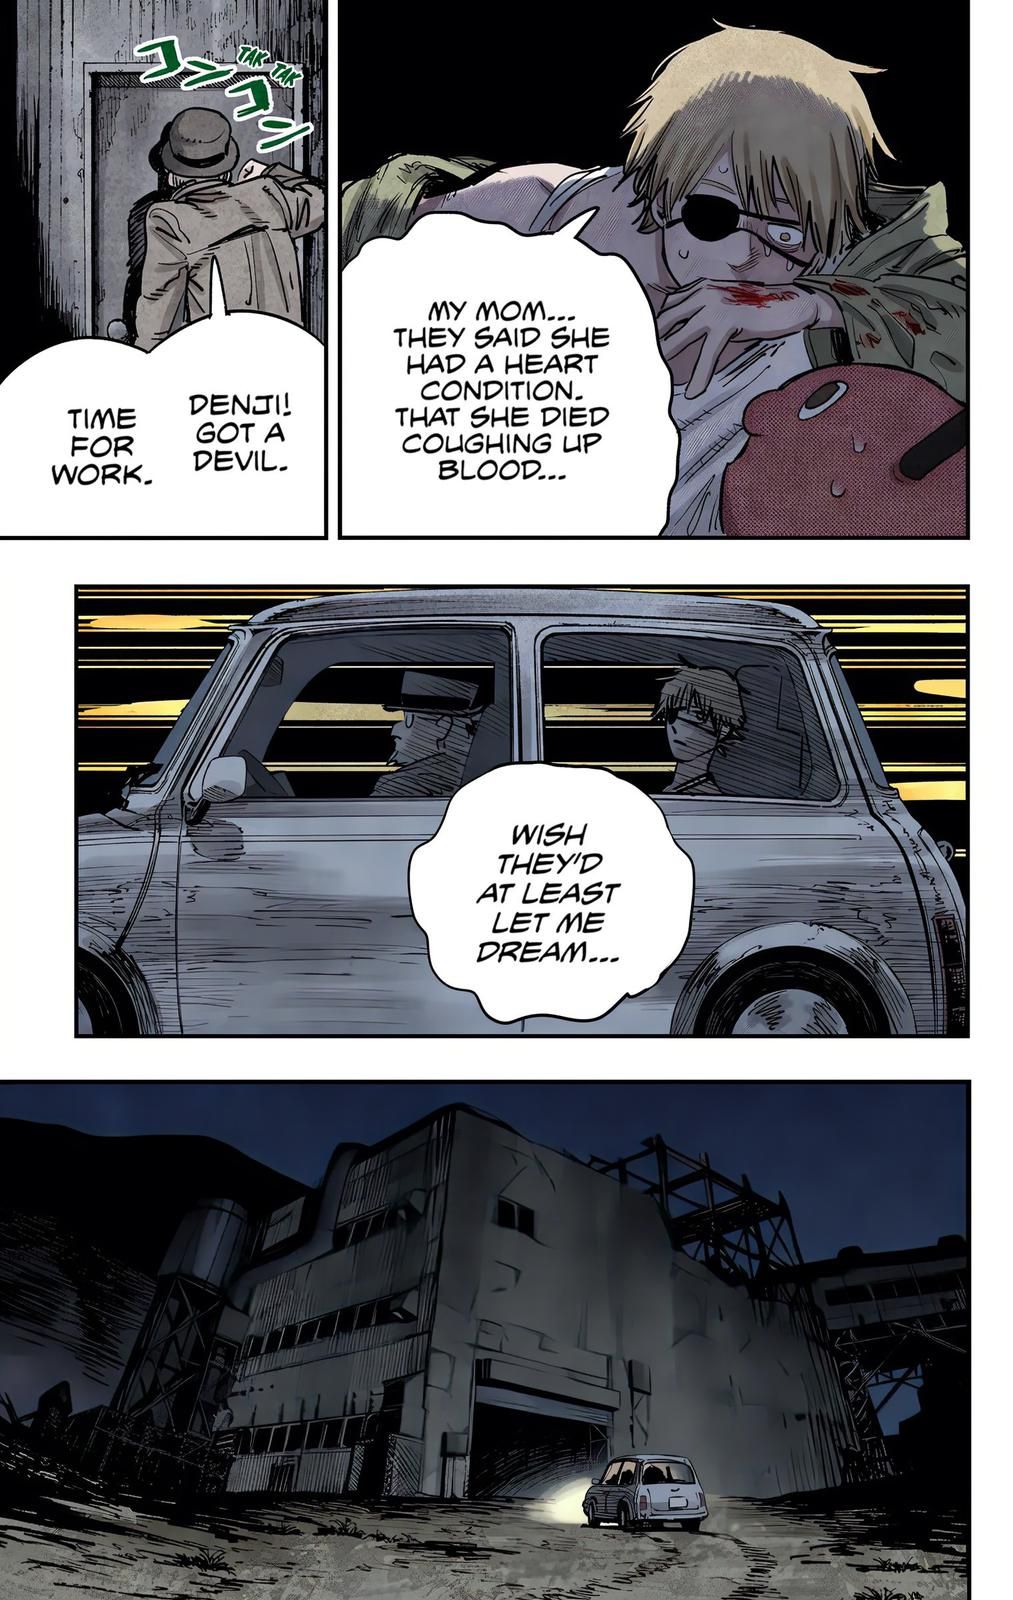 MY MOM...
THEY SAID SHE
HAD A HEART
CONDITION.
THAT SHE DIED
COUGHING UP
BLOOD...
コンコン
TAK TAK
DENJI!
GOT A
DEVIL.
TIME
FOR
WORK.
WISH
THEY'D
AT LEAST
LET ME
DREAM...